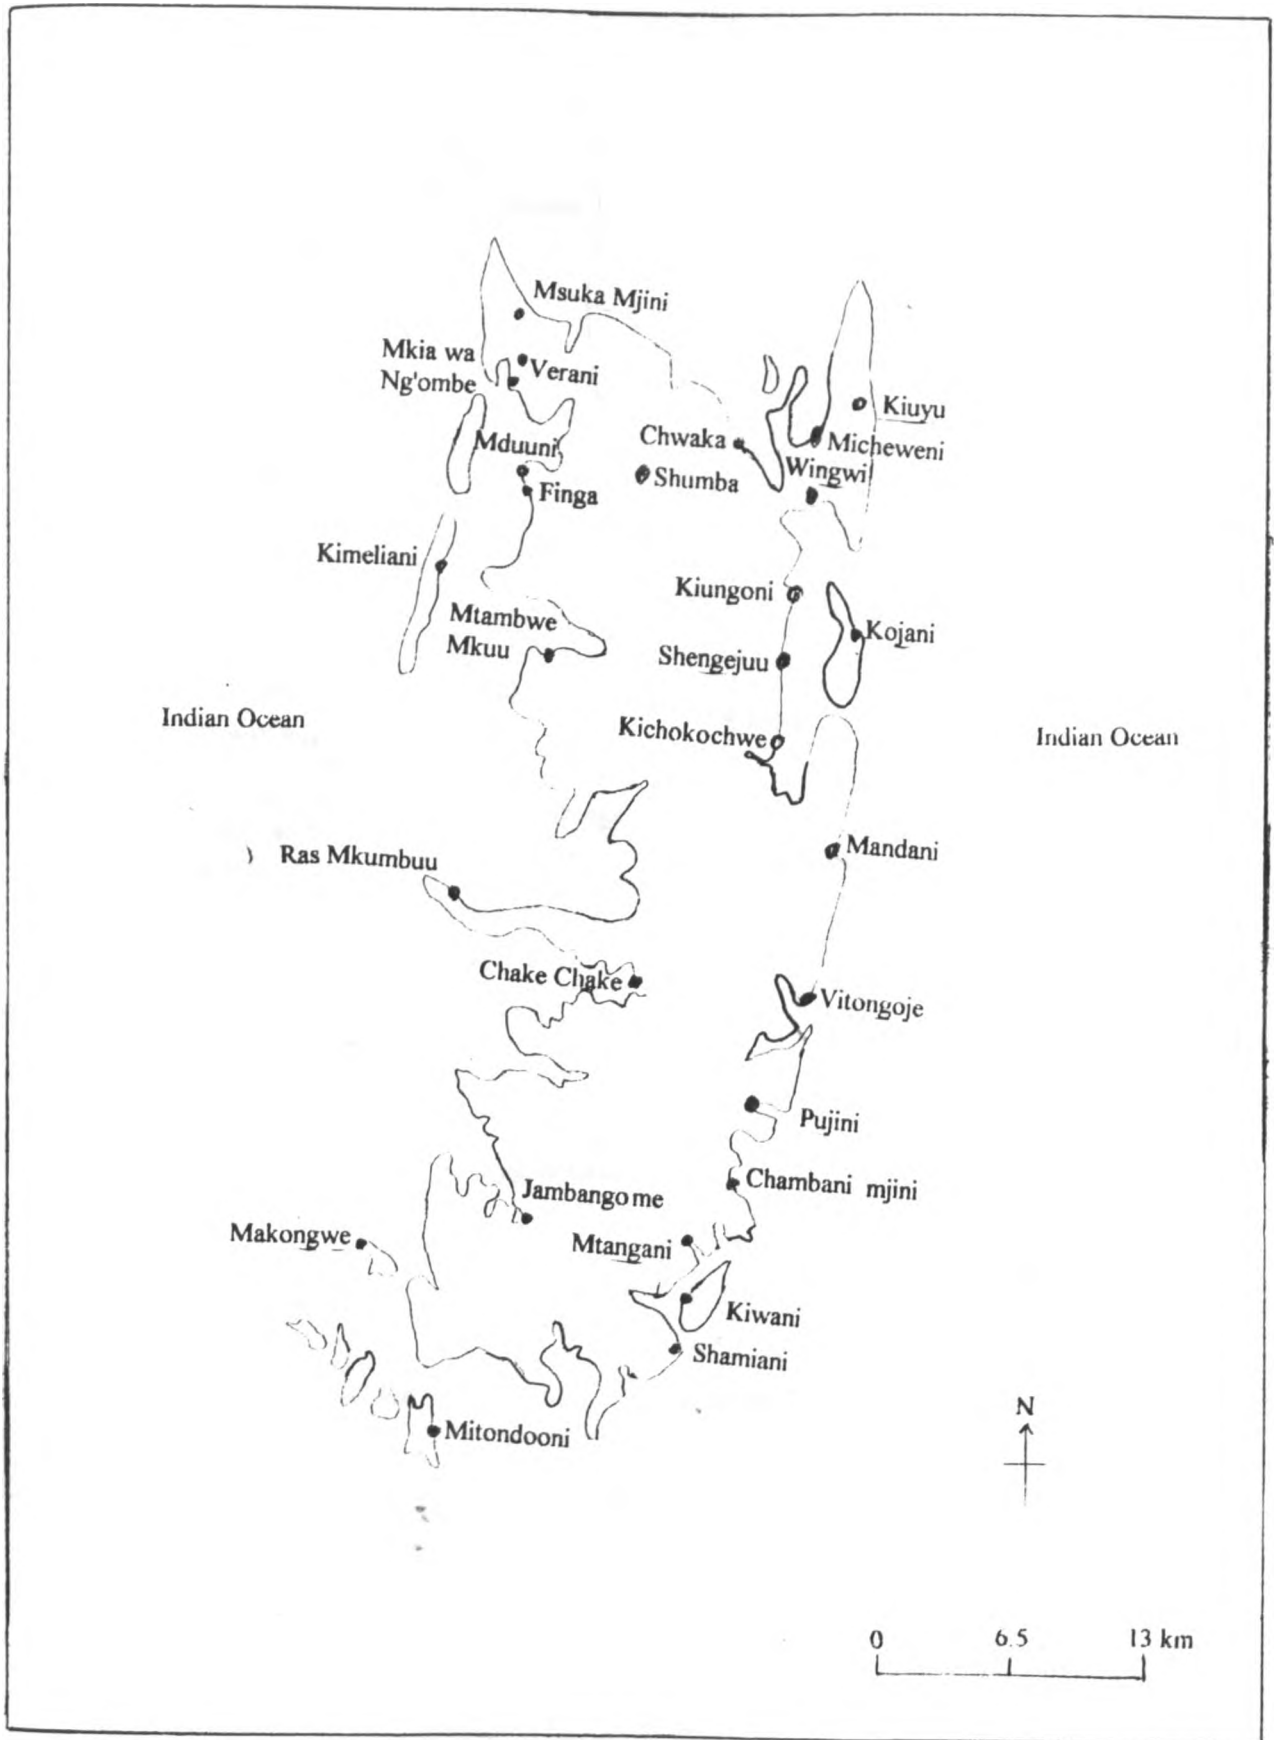 Msuka Mjini
Mkia wa
Ng'ombe
Verani
Kiuyu
Chwaka
Micheweni
Mduuni
Wingwi
Shumba
Finga
Kimeliani
Kiungoni
Mtambwe
Mkuu
Kojani
Shengejuu
Indian Ocean
Kichokochwe
Indian Ocean
Mandani
Ras Mkumbuu
Chake Chake
Vitongoje
Pujini
Chambani mjini
Jambangome
Makongwe
Mtangani
Kiwani
Shamiani
N
Mitondooni
0 6.5 13 km